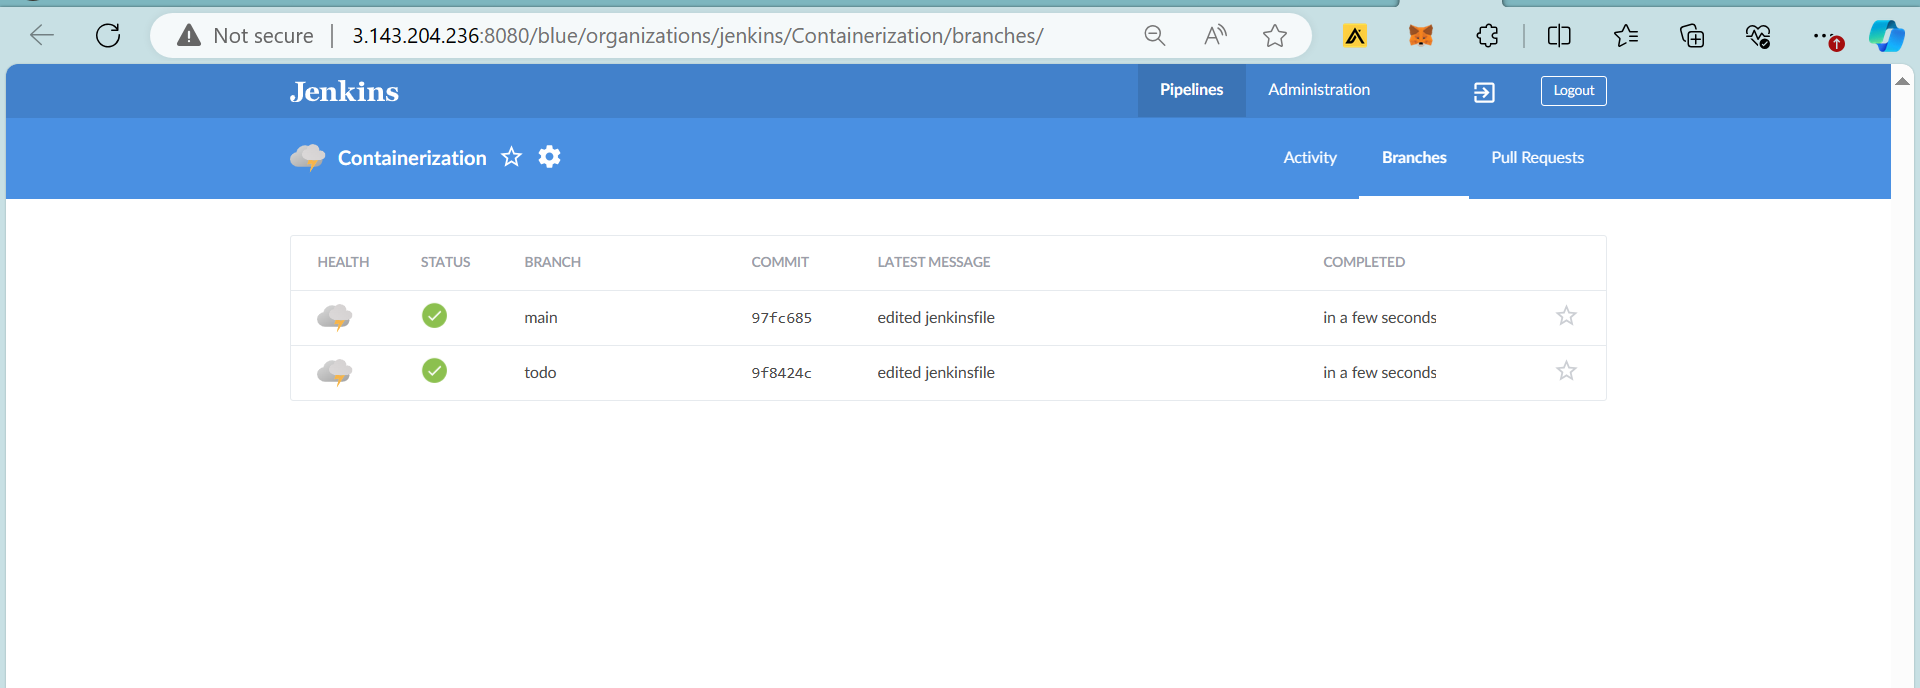 Not secure 3.143.204.236:8080/blue/organizations/jenkins/Containerization/branches/
Jenkins Pipelines Administration Logout
Containerization Activity Branches Pull Requests
HEALTH STATUS BRANCH COMMIT LATEST MESSAGE COMPLETED
main 97fc685 edited jenkinsfile in a few seconds
todo 9f8424c edited jenkinsfile in a few seconds